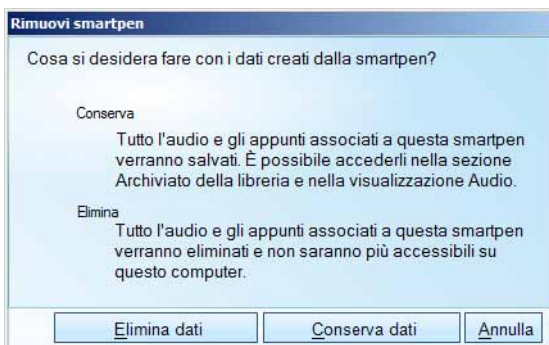 Rimuovi smartpen
Cosa si desidera fare con i dati creati dalla smartpen?
Conserva
Tutto l'audio e gli appunti associati a questa smartpen
verranno salvati. È possibile accederli nella sezione
Archiviato della libreria e nella visualizzazione Audio.
Elimina
Tutto l'audio e gli appunti associati a questa smartpen
verranno eliminati e non saranno più accessibili su
questo computer.
Elimina dati Conserva dati Annulla